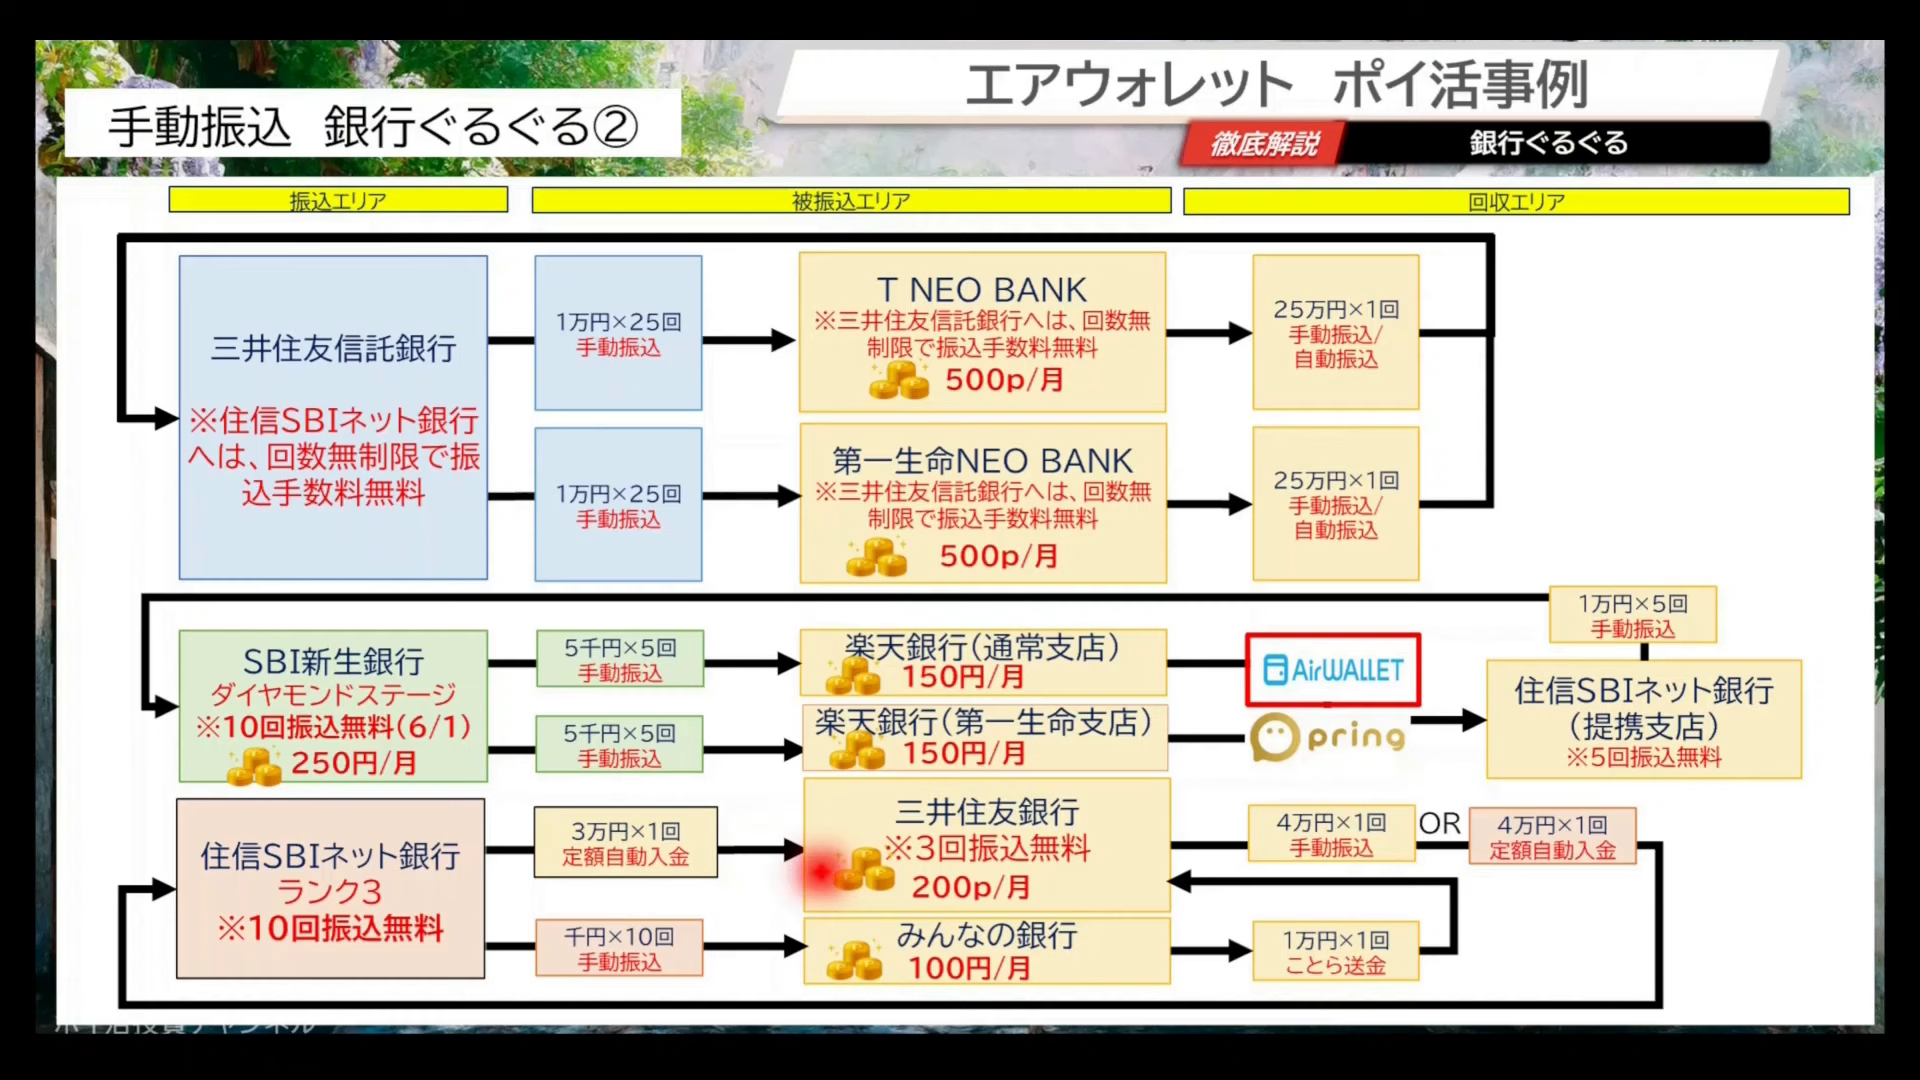 エアウォレット ポイ活事例
手動振込 銀行ぐるぐる②
徹底解説
銀行ぐるぐる
振込エリア
被振込エリア
回収エリア
三井住友信託銀行
※住信SBIネット銀行
へは、回数無制限で振
込手数料無料
1万円×25回
手動振込
T NEO BANK
※三井住友信託銀行へは、回数無
制限で振込手数料無料
500p/月
25万円×1回
手動振込/
自動振込
1万円×25回
手動振込
第一生命NEO BANK
※三井住友信託銀行へは、回数無
制限で振込手数料無料
500p/月
25万円×1回
手動振込/
自動振込
1万円×5回
手動振込
SBI新生銀行
ダイヤモンドステージ
※10回振込無料(6/1)
250円/月
5千円×5回
手動振込
楽天銀行(通常支店)
150円/月
AirWALLET
5千円×5回
手動振込
楽天銀行(第一生命支店)
150円/月
pring
住信SBIネット銀行
(提携支店)
※5回振込無料
住信SBIネット銀行
ランク3
※10回振込無料
3万円×1回
定額自動入金
三井住友銀行
※3回振込無料
200p/月
4万円×1回
手動振込
OR
4万円×1回
定額自動入金
千円×10回
手動振込
みんなの銀行
100円/月
1万円×1回
ことら送金